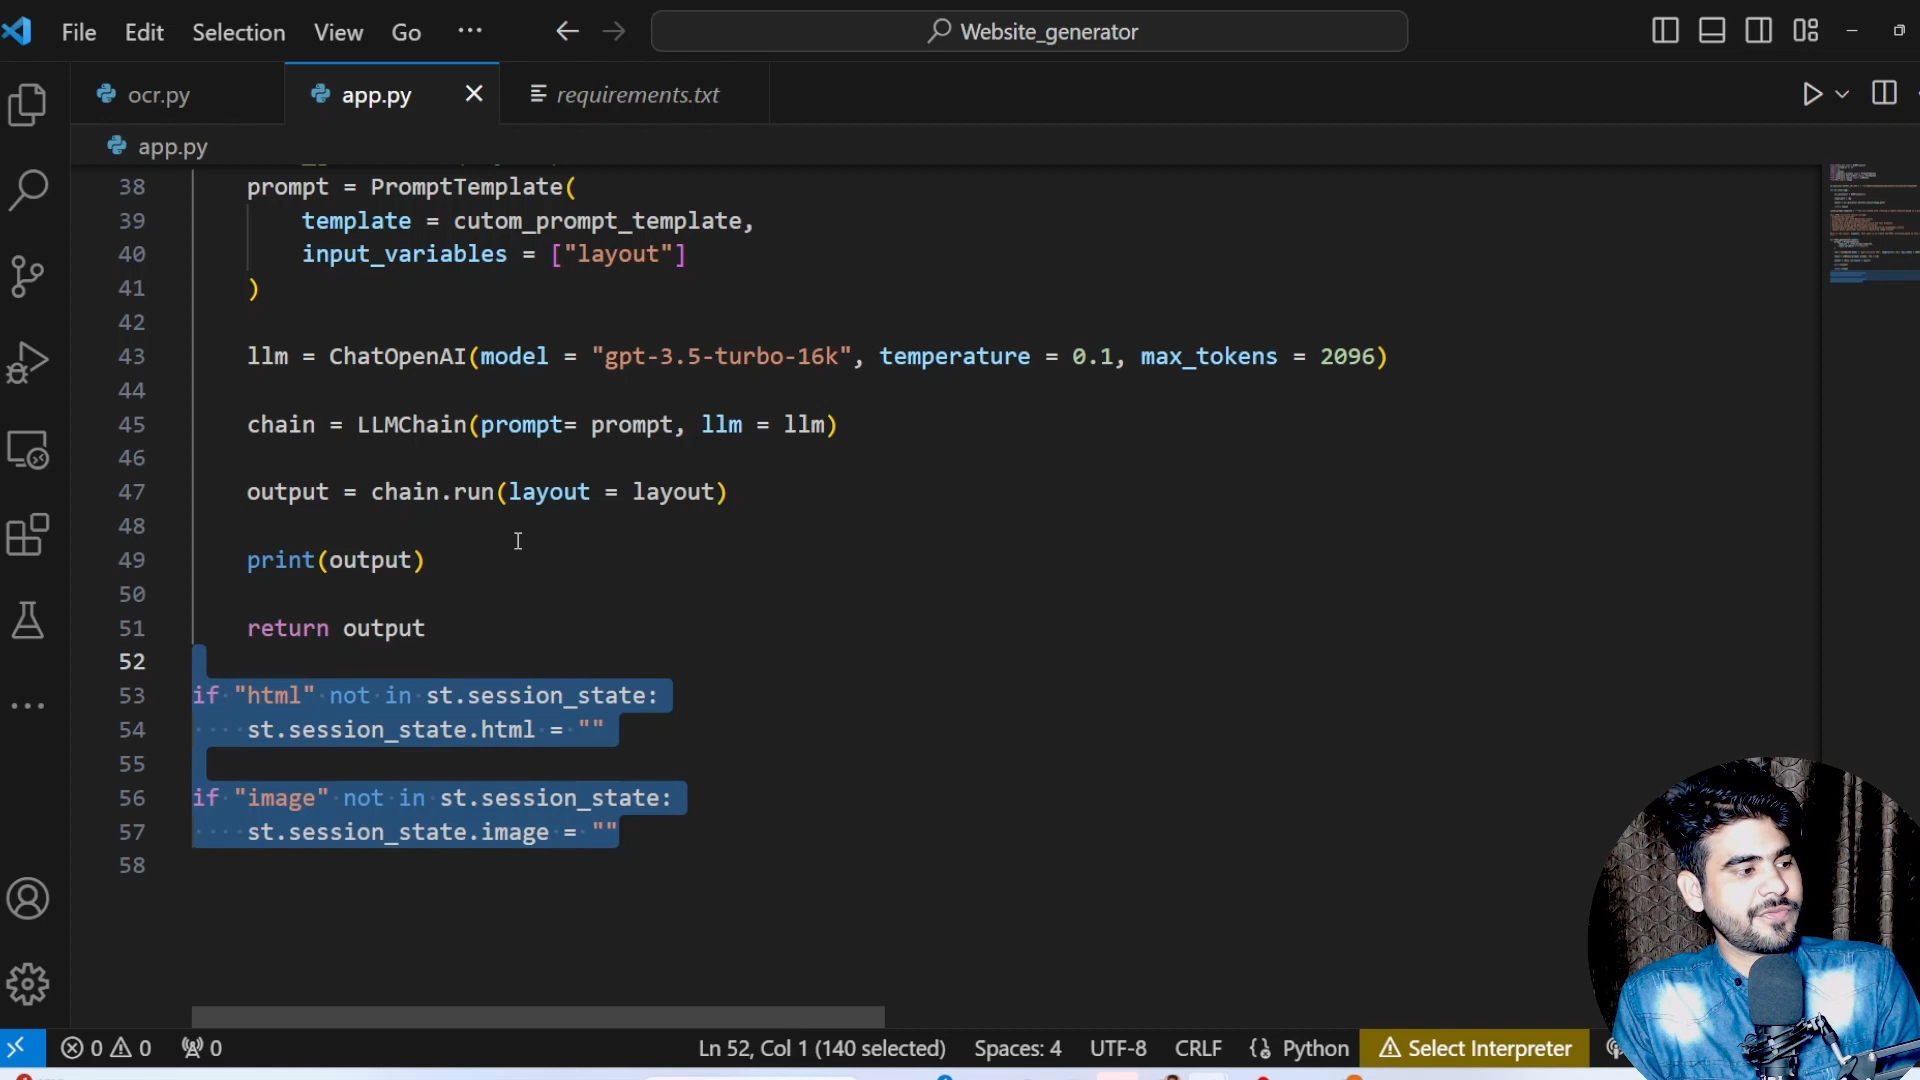 File Edit Selection View Go ... Website_generator
ocr.py app.py requirements.txt
app.py
38 prompt = PromptTemplate(
39 template = cutom_prompt_template,
40 input_variables = ["layout"]
41 )
42
43 llm = ChatOpenAI(model = "gpt-3.5-turbo-16k", temperature = 0.1, max_tokens = 2096)
44
45 chain = LLMChain(prompt= prompt, llm = llm)
46
47 output = chain.run(layout = layout)
48
49 print(output)
50
51 return output
52
53 if "html" not in st.session_state:
54 st.session_state.html = ""
55
56 if "image" not in st.session_state:
57 st.session_state.image = ""
58
0 0 0 Ln 52, Col 1 (140 selected) Spaces: 4 UTF-8 CRLF Python Select Interpreter